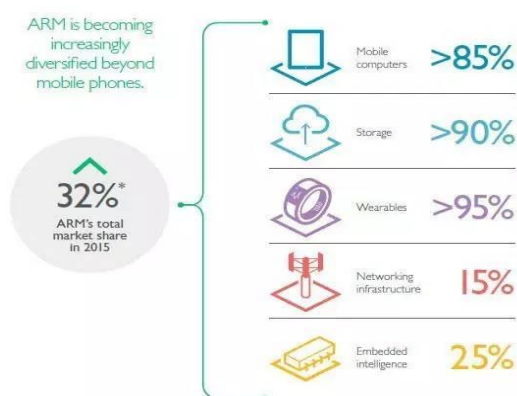 ARM is becoming
increasingly
diversified beyond
mobile phones.
32%*
ARM's total
market share
in 2015
Mobile
computers
>85%
Storage
>90%
Wearables
>95%
Networking
infrastructure
15%
Embedded
intelligence
25%